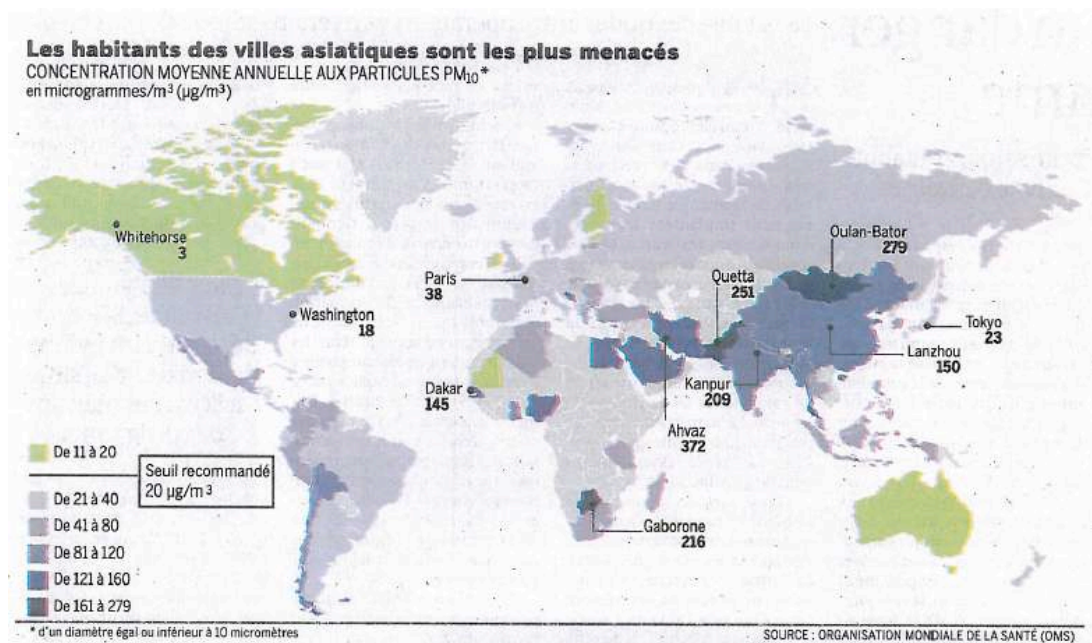 Les habitants des villes asiatiques sont les plus menacés
CONCENTRATION MOYENNE ANNUELLE AUX PARTICULES PM10*
en microgrammes/m³ (µg/m³)
Whitehorse
3
Washington
18
Paris
38
Dakar
145
Oulan-Bator
279
Quetta
251
Tokyo
23
Lanzhou
150
Kanpur
209
Ahvaz
372
Gaborone
216
De 11 à 20
Seuil recommandé
20 µg/m³
De 21 à 40
De 41 à 80
De 81 à 120
De 121 à 160
De 161 à 279
* d'un diamètre égal ou inférieur à 10 micromètres
SOURCE : ORGANISATION MONDIALE DE LA SANTÉ (OMS)